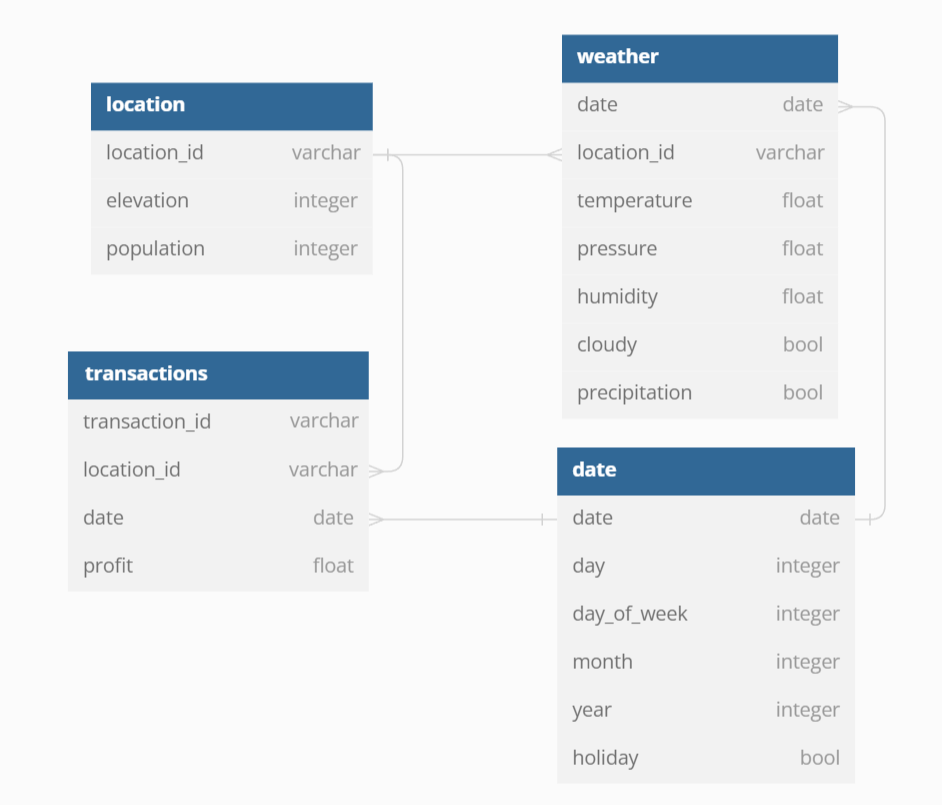 location
location_id varchar
elevation integer
population integer
weather
date date
location_id varchar
temperature float
pressure float
humidity float
cloudy bool
precipitation bool
transactions
transaction_id varchar
location_id varchar
date date
profit float
date
date date
day integer
day_of_week integer
month integer
year integer
holiday bool